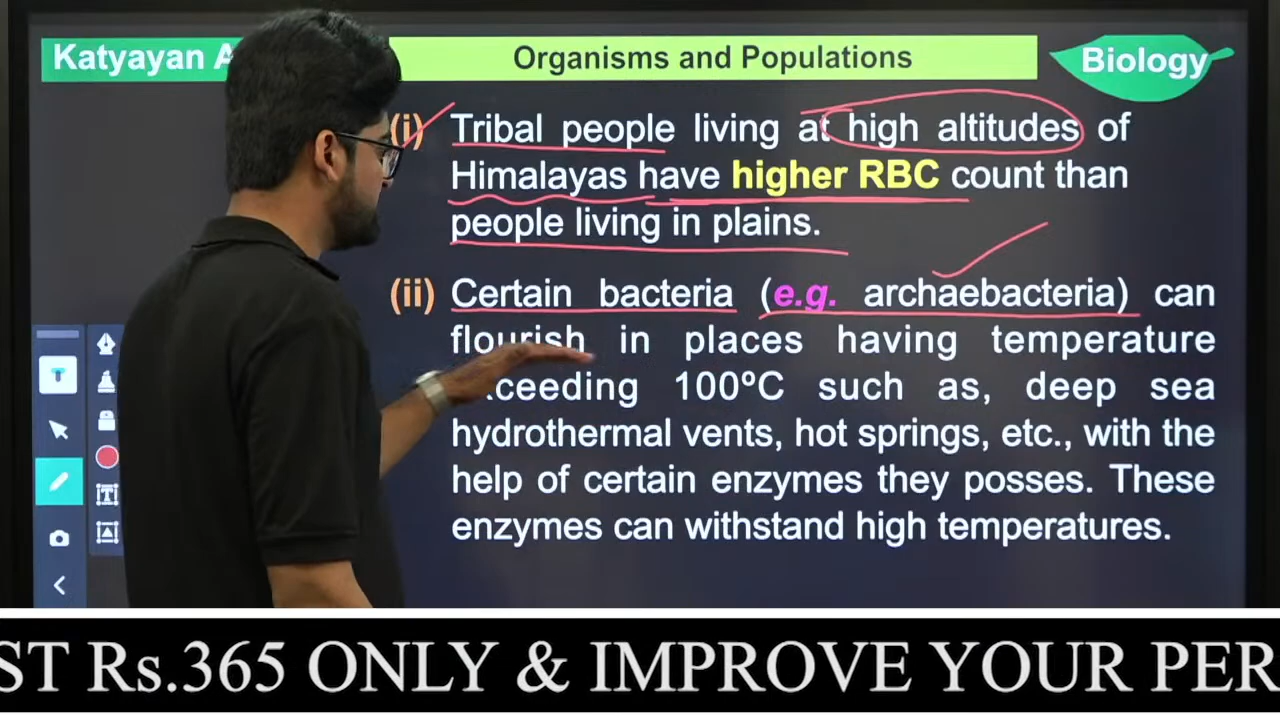 Katyayan
Organisms and Populations
Biology
(i) Tribal people living at high altitudes of
Himalayas have higher RBC count than
people living in plains.
(ii) Certain bacteria (e.g. archaebacteria) can
flourish in places having temperature
xceeding 100ºC such as, deep sea
hydrothermal vents, hot springs, etc., with the
help of certain enzymes they posses. These
enzymes can withstand high temperatures.
ST Rs.365 ONLY & IMPROVE YOUR PER